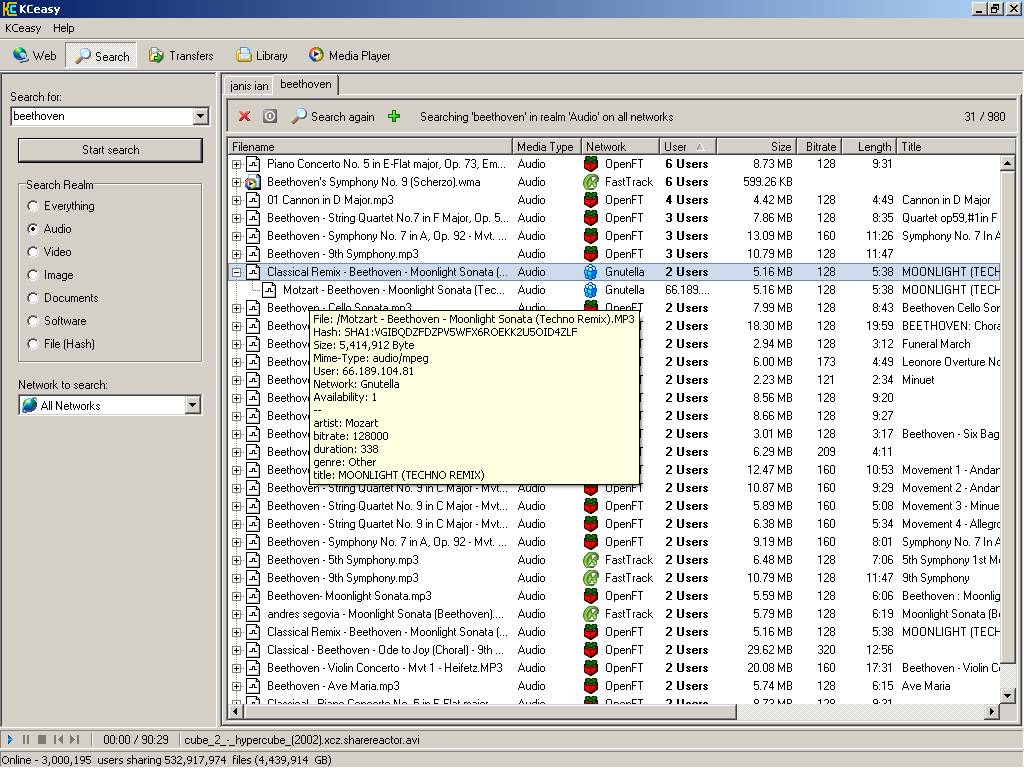 KCeasy
KCeasy Help
Web Search Transfers Library Media Player
Search for:
beethoven
Start search
Search Realm
Everything
Audio
Video
Image
Documents
Software
File (Hash)
Network to search:
All Networks
janis ian beethoven
Search again Searching 'beethoven' in realm 'Audio' on all networks 31 / 980
Filename Media Type Network User Size Bitrate Length Title
Piano Concerto No. 5 in E-Flat major, Op. 73, Em... Audio OpenFT 6 Users 8.73 MB 128 9:31
Beethoven's Symphony No. 9 (Scherzo).wma Audio FastTrack 6 Users 599.26 KB
01 Cannon in D Major.mp3 Audio OpenFT 4 Users 4.42 MB 128 4:49 Cannon in D Major
Beethoven - String Quartet No.7 in F Major, Op. 5... Audio OpenFT 3 Users 7.86 MB 128 8:35 Quartet op59,#1in F
Beethoven - Symphony No. 7 in A, Op. 92 - Mvt. ... Audio OpenFT 3 Users 13.09 MB 160 11:26 Symphony No. 7 In A
Beethoven - 9th Symphony.mp3 Audio OpenFT 3 Users 10.79 MB 128 11:47
Classical Remix - Beethoven - Moonlight Sonata (... Audio Gnutella 2 Users 5.16 MB 128 5:38 MOONLIGHT (TECH
Motzart - Beethoven - Moonlight Sonata (Tec... Audio Gnutella 66.189.... 5.16 MB 128 5:38 MOONLIGHT (TECH
Beethoven - Cello Sonata.mp3 Audio OpenFT 2 Users 7.99 MB 128 8:43 Beethoven Cello Son
File: /Motzart - Beethoven - Moonlight Sonata (Techno Remix).MP3
Hash: SHA1:VGIBQDZFDZPV5WFX6ROEKK2U5OID4ZLF
Size: 5,414,912 Byte
Mime-Type: audio/mpeg
User: 66.189.104.81
Network: Gnutella
Availability: 1
--
artist: Mozart
bitrate: 128000
duration: 338
genre: Other
title: MOONLIGHT (TECHNO REMIX)
Beethov 2 Users 18.30 MB 128 19:59 BEETHOVEN: Chora
Beethov 2 Users 2.94 MB 128 3:12 Funeral March
Beethov 2 Users 6.00 MB 173 4:49 Leonore Overture No
Beethov 2 Users 2.23 MB 121 2:34 Minuet
Beethov 2 Users 8.56 MB 128 9:20
Beethov 2 Users 8.66 MB 128 9:27
Beethov 2 Users 3.01 MB 128 3:17 Beethoven - Six Bag
Beethov 2 Users 6.29 MB 209 4:11
Beethov 2 Users 12.47 MB 160 10:53 Movement 1 - Andar
Beethoven - String Quartet No. 9 in C Major - Mvt... Audio OpenFT 2 Users 10.87 MB 160 9:29 Movement 2 - Andar
Beethoven - String Quartet No. 9 in C Major - Mvt... Audio OpenFT 2 Users 5.89 MB 160 5:08 Movement 3 - Minue
Beethoven - String Quartet No. 9 in C Major - Mvt... Audio OpenFT 2 Users 6.38 MB 160 5:34 Movement 4 - Allegro
Beethoven - Symphony No. 7 in A, Op. 92 - Mvt. ... Audio OpenFT 2 Users 9.19 MB 160 8:01 Symphony No. 7 In A
Beethoven - 5th Symphony.mp3 Audio FastTrack 2 Users 6.48 MB 128 7:06 5th Symphony 1st M
Beethoven - 9th Symphony.mp3 Audio FastTrack 2 Users 10.79 MB 128 11:47 9th Symphony
Beethoven- Moonlight Sonata.mp3 Audio OpenFT 2 Users 5.59 MB 128 6:06 Beethoven : Moonlig
andres segovia - Moonlight Sonata (Beethoven).... Audio FastTrack 2 Users 5.79 MB 128 6:19 Moonlight Sonata (B
Classical Remix - Beethoven - Moonlight Sonata (... Audio OpenFT 2 Users 5.16 MB 128 5:38 MOONLIGHT (TECH
Classical - Beethoven - Ode to Joy (Choral) - 9th ... Audio OpenFT 2 Users 29.62 MB 320 12:56
Beethoven - Violin Concerto - Mvt 1 - Heifetz.MP3 Audio OpenFT 2 Users 20.08 MB 160 17:31 Beethoven - Violin C
Beethoven - Ave Maria.mp3 Audio OpenFT 2 Users 5.74 MB 128 6:15 Ave Maria
Classical - Piano Concerto No. 5 in E-Flat major, ... Audio OpenFT 2 Users 8.73 MB 128 9:31
00:00 / 90:29 cube_2_-_hypercube_(2002).xcz.sharereactor.avi
Online - 3,000,195 users sharing 532,917,974 files (4,439,914 GB)